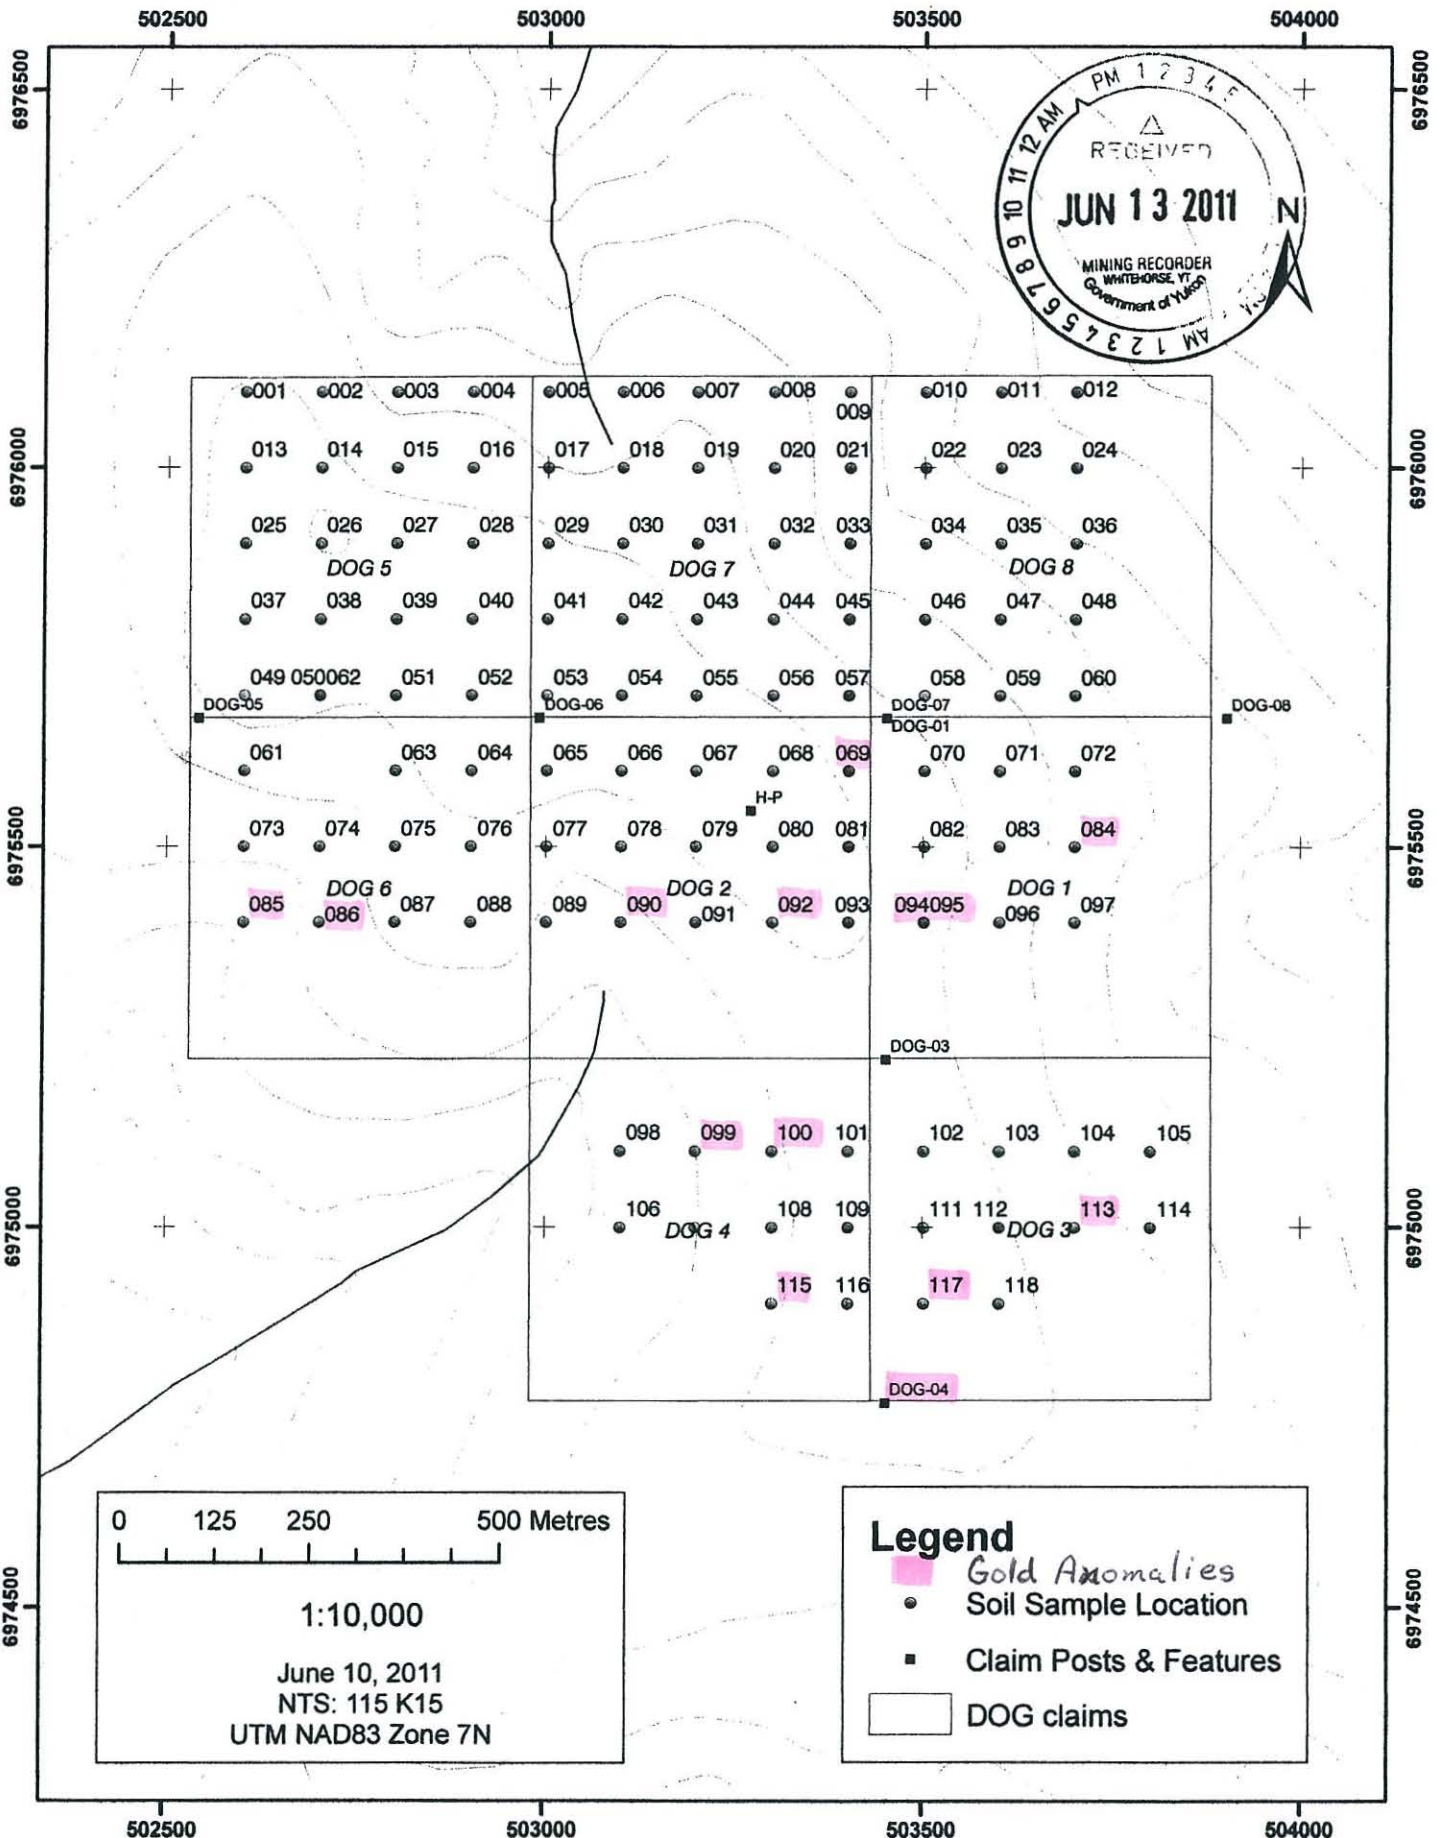 502500 503000 503500 504000
6976500 6976500
PM 1 2 3 4
12 AM
11
10
9
8
7
6
5
4
3
2
1
AM
RECEIVED
JUN 13 2011
N
MINING RECORDER
WHITEHORSE, YT
Government of Yukon
001 002 003 004 005 006 007 008 010 011 012
009
013 014 015 016 017 018 019 020 021 022 023 024
6976000 6976000
025 026 027 028 029 030 031 032 033 034 035 036
DOG 5 DOG 7 DOG 8
037 038 039 040 041 042 043 044 045 046 047 048
049 050062 051 052 053 054 055 056 057 058 059 060
DOG-05 DOG-06 DOG-07 DOG-08
DOG-01
061 063 064 065 066 067 068 069 070 071 072
H-P
073 074 075 076 077 078 079 080 081 082 083 084
6975500 6975500
DOG 6 DOG 2 DOG 1
085 086 087 088 089 090 091 092 093 094095 096 097
DOG-03
098 099 100 101 102 103 104 105
106 108 109 111 112 113 114
6975000 6975000
DOG 4 DOG 3
115 116 117 118
DOG-04
0 125 250 500 Metres
1:10,000
June 10, 2011
NTS: 115 K15
UTM NAD83 Zone 7N
Legend
Gold Anomalies
Soil Sample Location
Claim Posts & Features
DOG claims
6974500 6974500
502500 503000 503500 504000